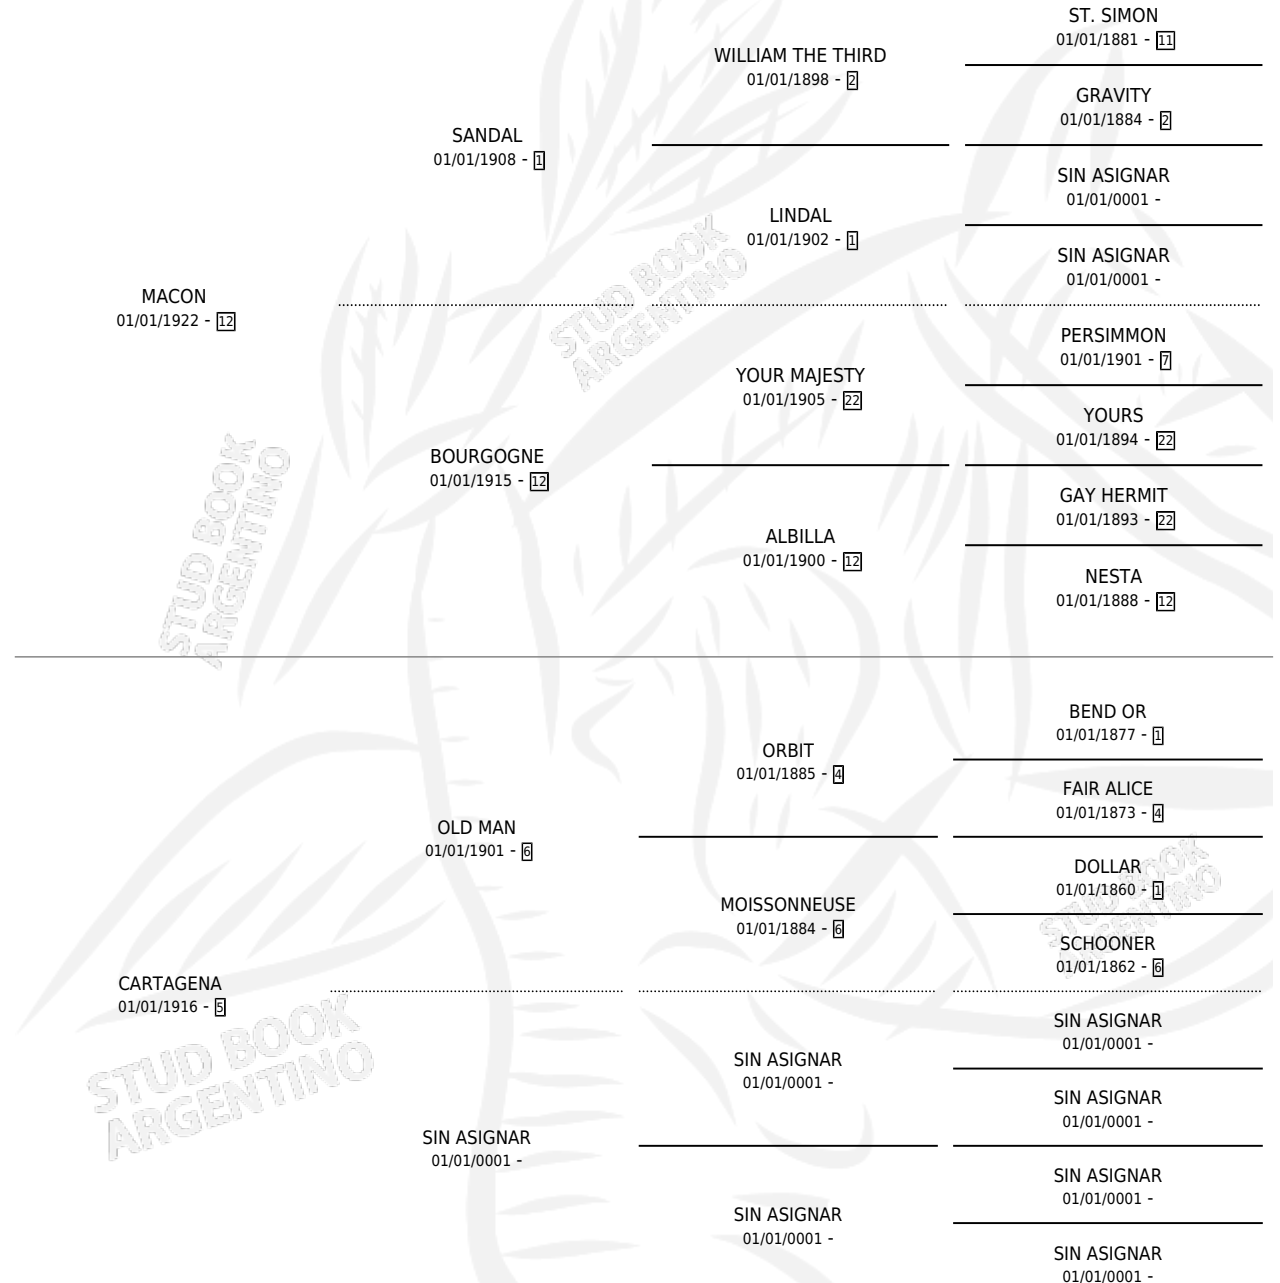 ST. SIMON
01/01/1881 - 11
WILLIAM THE THIRD
01/01/1898 - 2
GRAVITY
01/01/1884 - 2
SANDAL
01/01/1908 - 1
SIN ASIGNAR
01/01/0001 -
LINDAL
01/01/1902 - 1
SIN ASIGNAR
01/01/0001 -
MACON
01/01/1922 - 12
PERSIMMON
01/01/1901 - 7
YOUR MAJESTY
01/01/1905 - 22
YOURS
01/01/1894 - 22
BOURGOGNE
01/01/1915 - 12
GAY HERMIT
01/01/1893 - 22
ALBILLA
01/01/1900 - 12
NESTA
01/01/1888 - 12
BEND OR
01/01/1877 - 1
ORBIT
01/01/1885 - 4
FAIR ALICE
01/01/1873 - 4
OLD MAN
01/01/1901 - 6
DOLLAR
01/01/1860 - 1
MOISSONNEUSE
01/01/1884 - 6
SCHOONER
01/01/1862 - 6
CARTAGENA
01/01/1916 - 5
SIN ASIGNAR
01/01/0001 -
SIN ASIGNAR
01/01/0001 -
SIN ASIGNAR
01/01/0001 -
SIN ASIGNAR
01/01/0001 -
SIN ASIGNAR
01/01/0001 -
SIN ASIGNAR
01/01/0001 -
SIN ASIGNAR
01/01/0001 -
STUD BOOK
ARGENTINO
STUD BOOK
ARGENTINO
STUD BOOK
ARGENTINO
STUD BOOK
ARGENTINO